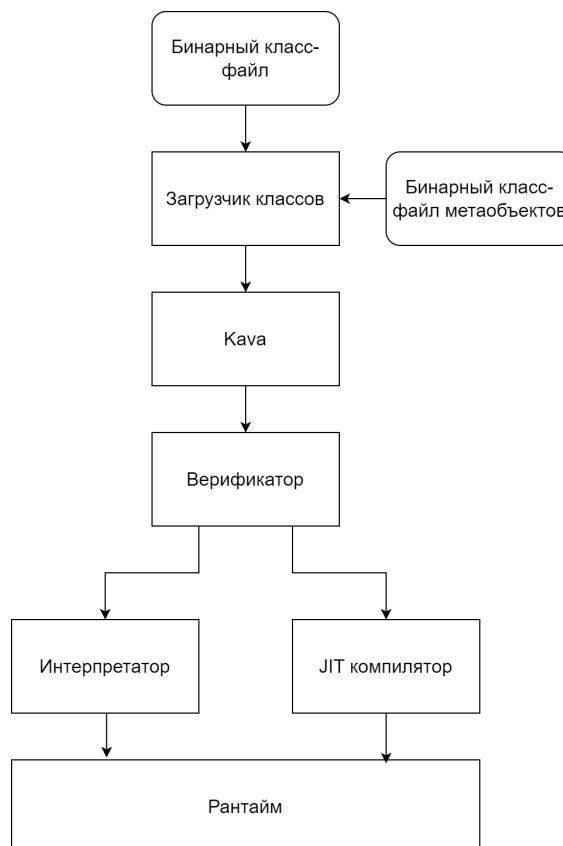 Бинарный класс-
файл
Загрузчик классов
Бинарный класс-
файл метаобъектов
Kava
Верификатор
Интерпретатор
JIT компилятор
Рантайм